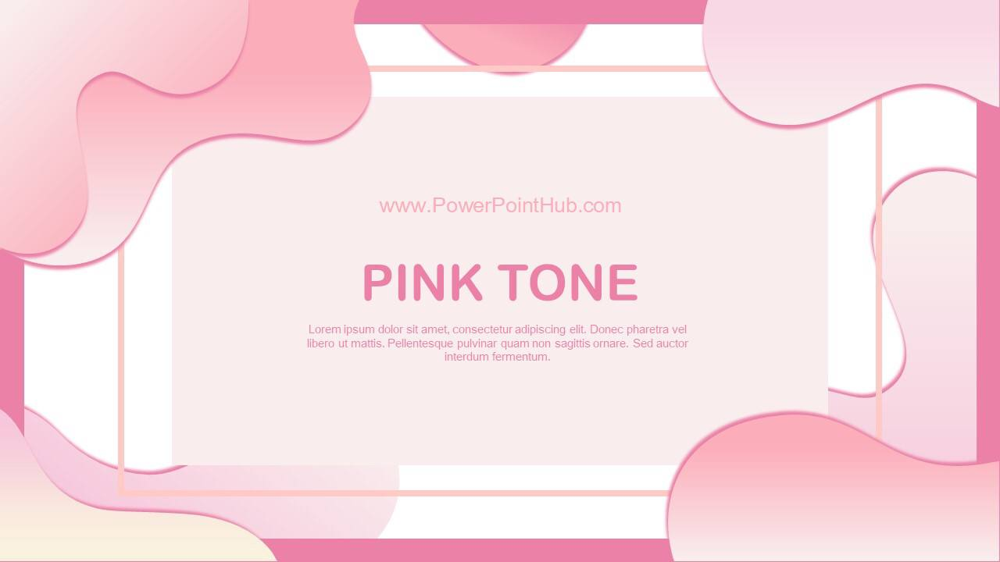 www.PowerPointHub.com
PINK TONE
Lorem ipsum dolor sit amet, consectetur adipiscing elit. Donec pharetra vel
libero ut mattis. Pellentesque pulvinar quam non sagittis ornare. Sed auctor
interdum fermentum.